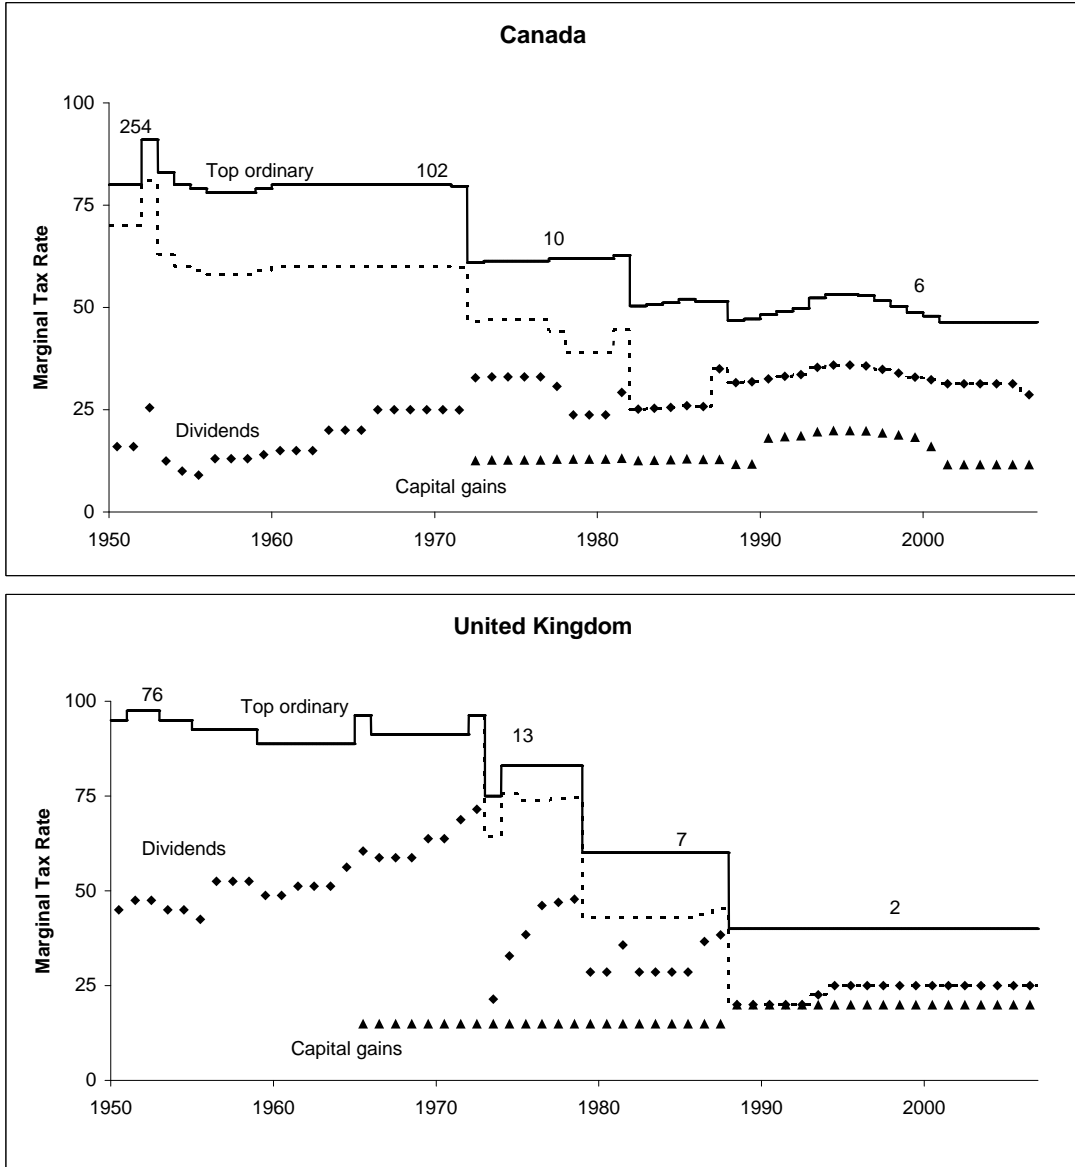 Canada
Marginal Tax Rate
100
75
50
25
0
254
Top ordinary
102
10
6
Dividends
Capital gains
1950 1960 1970 1980 1990 2000
United Kingdom
Marginal Tax Rate
100
75
50
25
0
76
Top ordinary
13
7
2
Dividends
Capital gains
1950 1960 1970 1980 1990 2000